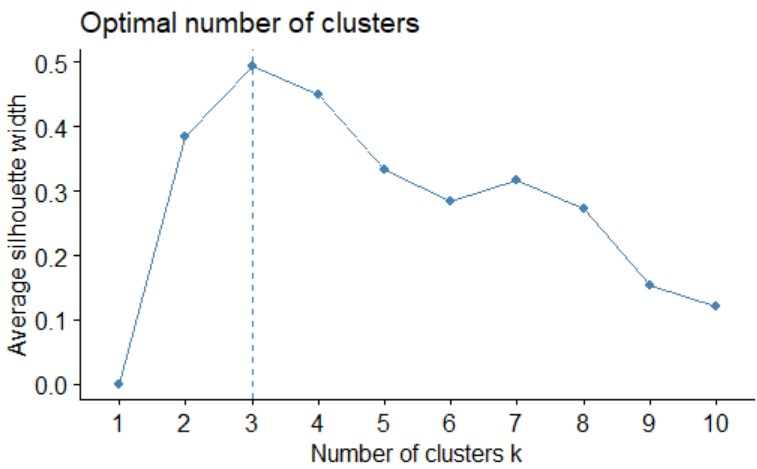 Optimal number of clusters
Average silhouette width
0.5
0.4
0.3
0.2
0.1
0.0
1 2 3 4 5 6 7 8 9 10
Number of clusters k